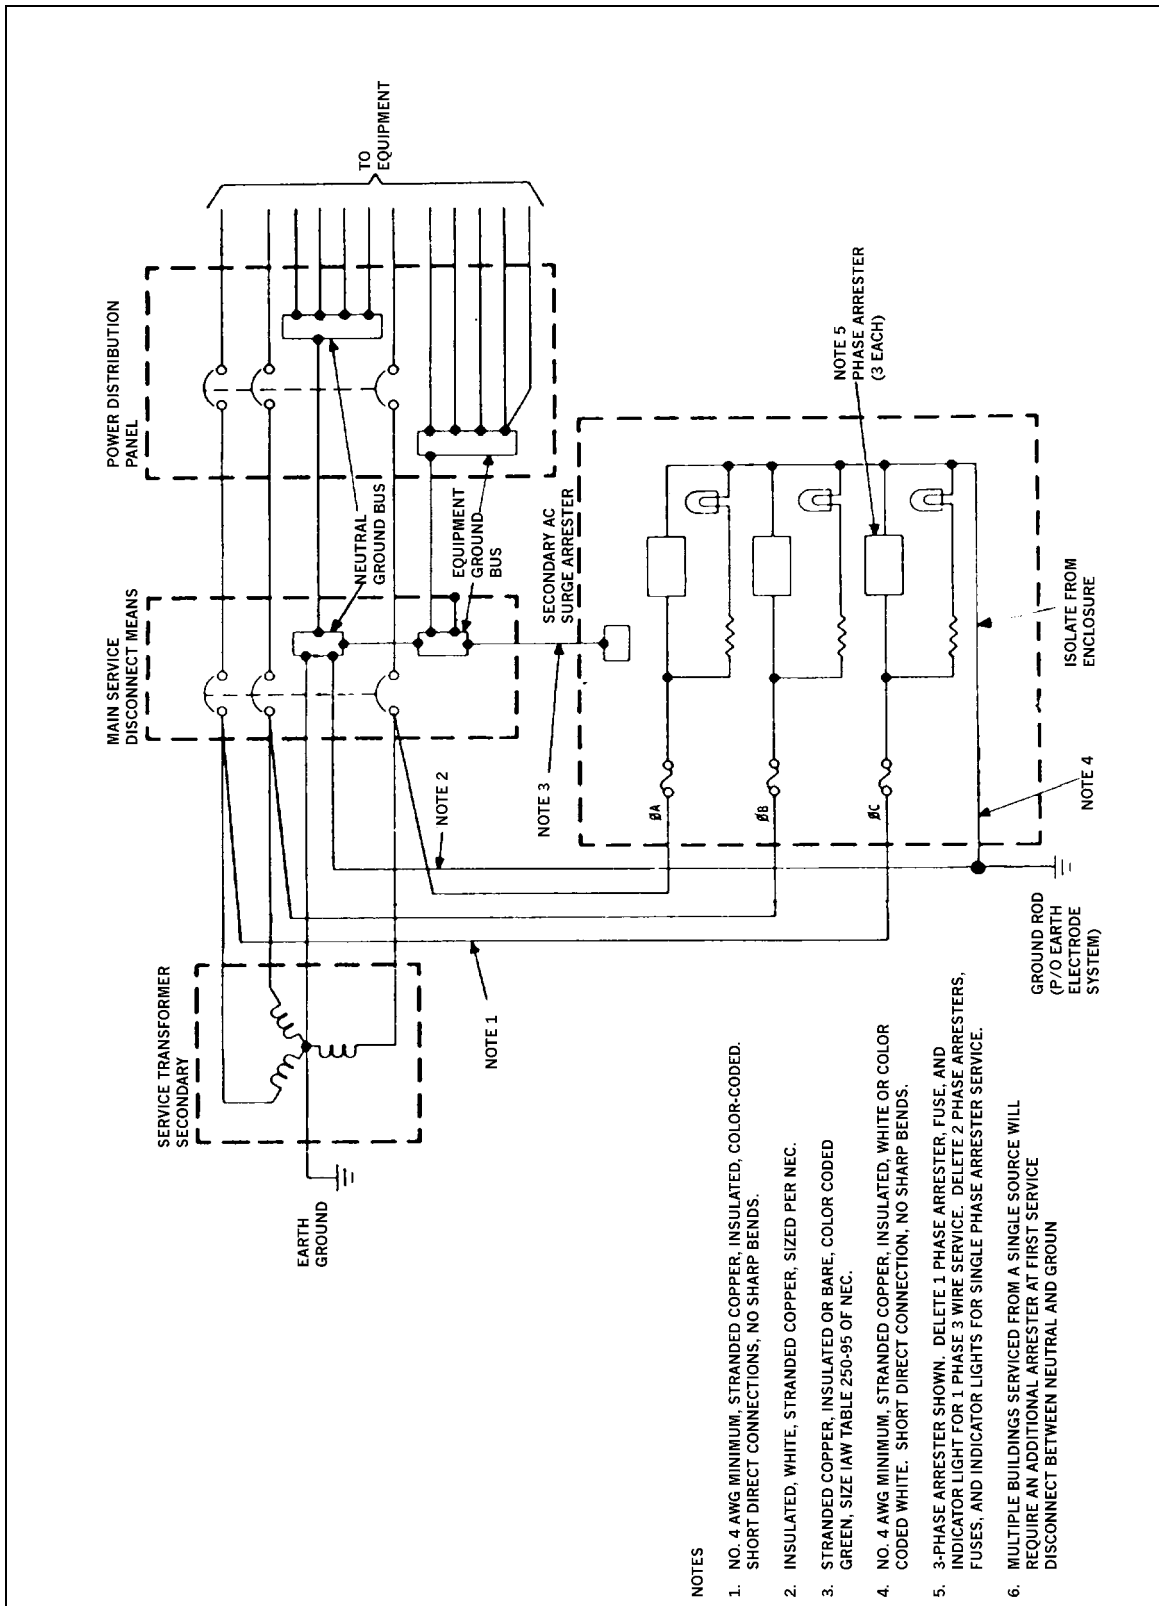 SERVICE TRANSFORMER
SECONDARY
MAIN SERVICE
DISCONNECT MEANS
POWER DISTRIBUTION
PANEL
TO
EQUIPMENT
EARTH
GROUND
NEUTRAL
GROUND BUS
EQUIPMENT
GROUND
BUS
NOTE 1
NOTE 2
NOTE 3
SECONDARY AC
SURGE ARRESTER
NOTE 5
PHASE ARRESTER
(3 EACH)
ØA
ØB
ØC
ISOLATE FROM
ENCLOSURE
NOTE 4
GROUND ROD
(P/O EARTH
ELECTRODE
SYSTEM)
NOTES
1. NO. 4 AWG MINIMUM, STRANDED COPPER, INSULATED, COLOR-CODED.
SHORT DIRECT CONNECTIONS, NO SHARP BENDS.
2. INSULATED, WHITE, STRANDED COPPER, SIZED PER NEC.
3. STRANDED COPPER, INSULATED OR BARE, COLOR CODED
GREEN, SIZE IAW TABLE 250-95 OF NEC.
4. NO. 4 AWG MINIMUM, STRANDED COPPER, INSULATED, WHITE OR COLOR
CODED WHITE. SHORT DIRECT CONNECTION, NO SHARP BENDS.
5. 3-PHASE ARRESTER SHOWN. DELETE 1 PHASE ARRESTER, FUSE, AND
INDICATOR LIGHT FOR 1 PHASE 3 WIRE SERVICE. DELETE 2 PHASE ARRESTERS,
FUSES, AND INDICATOR LIGHTS FOR SINGLE PHASE ARRESTER SERVICE.
6. MULTIPLE BUILDINGS SERVICED FROM A SINGLE SOURCE WILL
REQUIRE AN ADDITIONAL ARRESTER AT FIRST SERVICE
DISCONNECT BETWEEN NEUTRAL AND GROUN